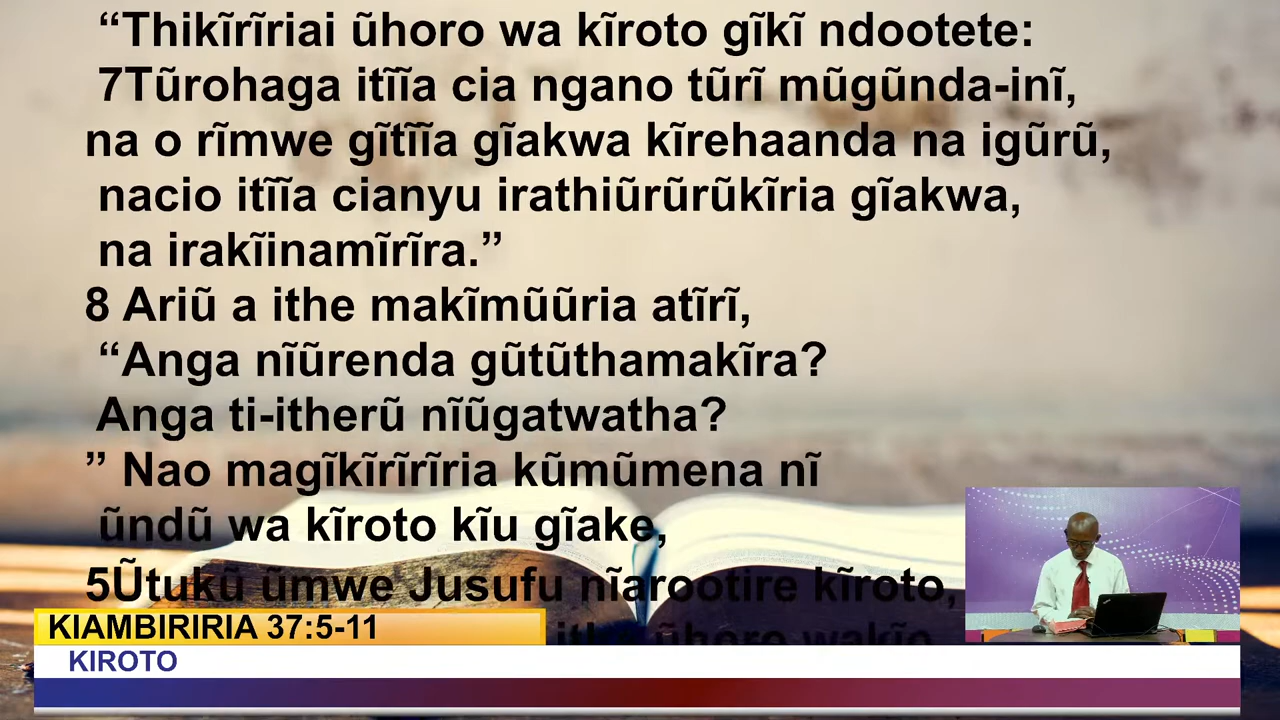 “Thikĩrĩriai ũhoro wa kĩroto gĩkĩ ndootete:
7Tũrohaga itĩĩa cia ngano tũrĩ mũgũnda-inĩ,
na o rĩmwe gĩtĩĩa gĩakwa kĩrehaanda na igũrũ,
nacio itĩĩa cianyu irathiũrũrũkĩria gĩakwa,
na irakĩinamĩrĩra.”
8 Ariũ a ithe makĩmũũria atĩrĩ,
“Anga nĩũrenda gũtũthamakĩra?
Anga ti-itherũ nĩũgatwatha?
” Nao magĩkĩrĩrĩria kũmũmena nĩ
ũndũ wa kĩroto kĩu gĩake,
5Ũtukũ ũmwe Jusufu nĩarootire kĩroto,
ũhoro wakĩo
KIAMBIRIRIA 37:5-11
KIROTO